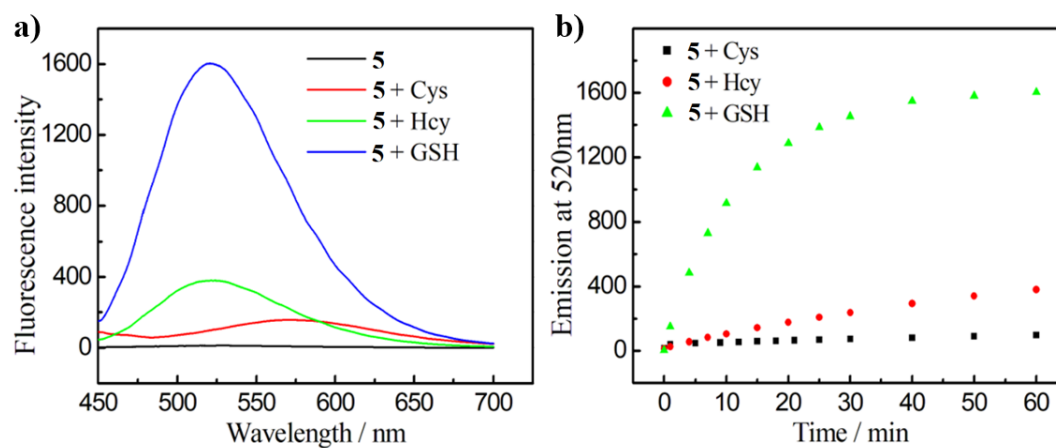 a)
Fluorescence intensity
1600
1400
1200
800
400
0
5
5 + Cys
5 + Hcy
5 + GSH
450 500 550 600 650 700
Wavelength / nm
b)
Emission at 520nm
1600
1200
800
400
0
5 + Cys
5 + Hcy
5 + GSH
0 10 20 30 40 50 60
Time / min